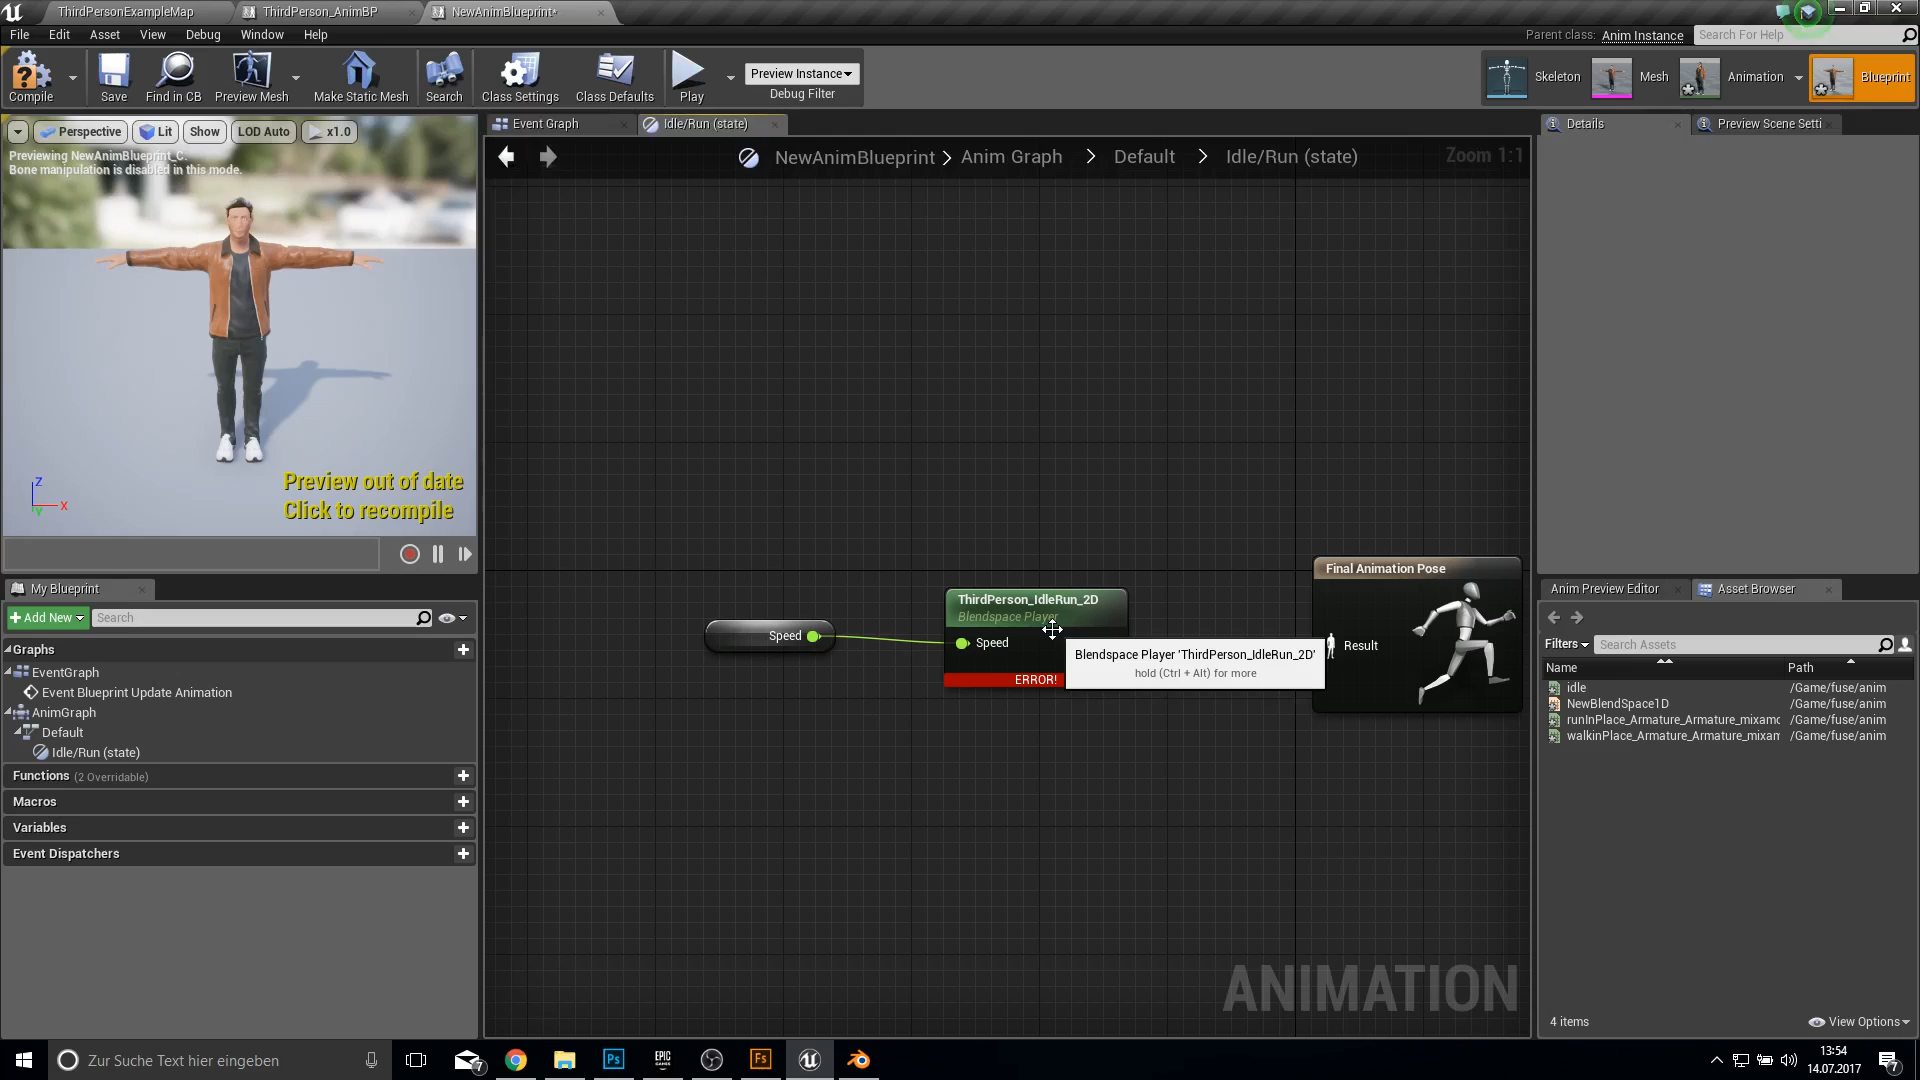 ThirdPersonExampleMap
ThirdPerson_AnimBP
NewAnimBlueprint*
File Edit Asset View Debug Window Help
Parent class: Anim Instance
Search For Help
Compile
Save
Find in CB
Preview Mesh
Make Static Mesh
Search
Class Settings
Class Defaults
Play
Preview Instance
Debug Filter
Skeleton
Mesh
Animation
Blueprint
Perspective
Lit
Show
LOD Auto
x1.0
Previewing NewAnimBlueprint_C.
Bone manipulation is disabled in this mode.
Z
X
Y
Preview out of date
Click to recompile
Event Graph
Idle/Run (state)
NewAnimBlueprint > Anim Graph > Default > Idle/Run (state)
Zoom 1:1
Speed
ThirdPerson_IdleRun_2D
Blendspace Player
Speed
ERROR!
Blendspace Player 'ThirdPerson_IdleRun_2D'
hold (Ctrl + Alt) for more
Final Animation Pose
Result
ANIMATION
My Blueprint
Add New
Search
Graphs
EventGraph
Event Blueprint Update Animation
AnimGraph
Default
Idle/Run (state)
Functions (2 Overridable)
Macros
Variables
Event Dispatchers
Details
Preview Scene Setti
Anim Preview Editor
Asset Browser
Filters
Search Assets
Name Path
idle /Game/fuse/anim
NewBlendSpace1D /Game/fuse/anim
runInPlace_Armature_Armature_mixamo /Game/fuse/anim
walkinPlace_Armature_Armature_mixam /Game/fuse/anim
4 items
View Options
Zur Suche Text hier eingeben
7
Ps
EPIC
GAMES
Fs
13:54
14.07.2017
7